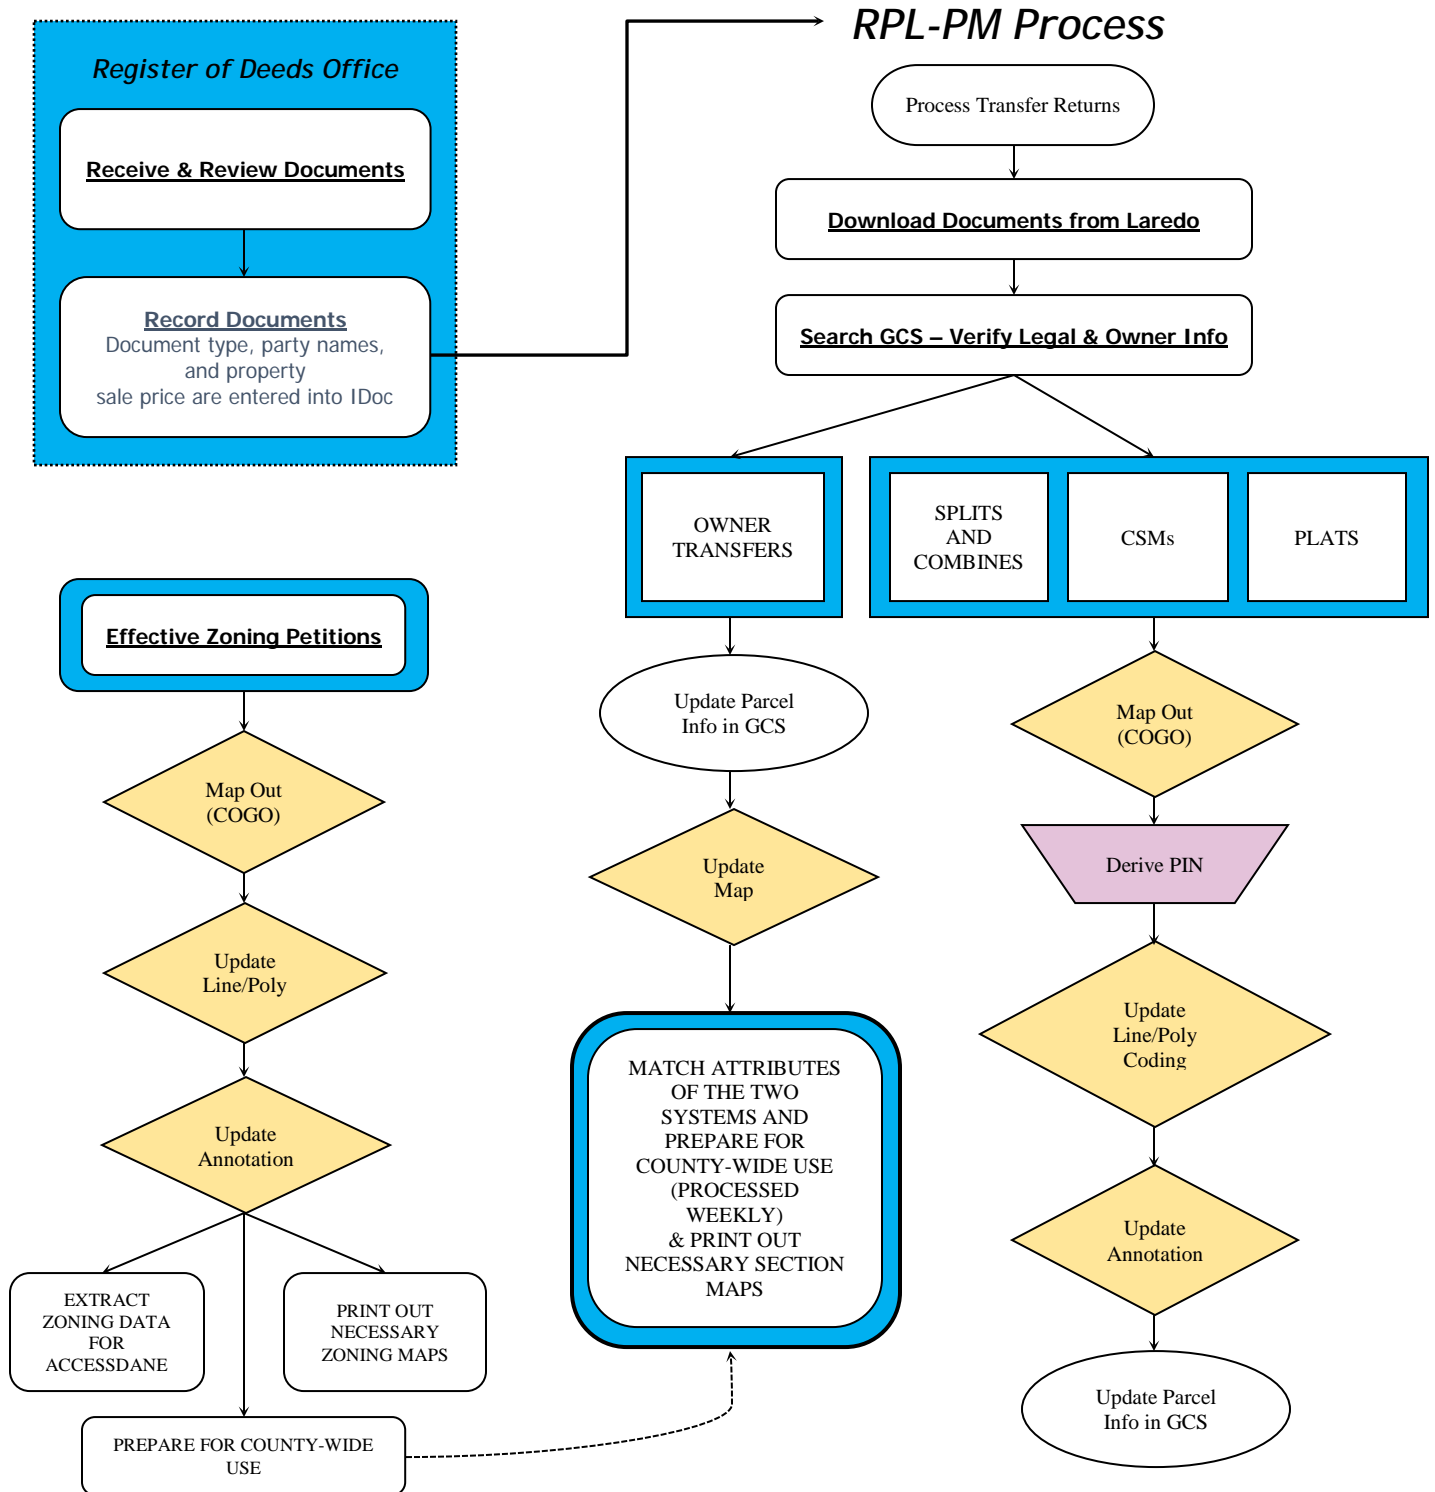 RPL-PM Process
Register of Deeds Office
Receive & Review Documents
Record Documents
Document type, party names,
and property
sale price are entered into IDoc
Process Transfer Returns
Download Documents from Laredo
Search GCS – Verify Legal & Owner Info
OWNER
TRANSFERS
SPLITS
AND
COMBINES
CSMs
PLATS
Effective Zoning Petitions
Map Out
(COGO)
Update
Line/Poly
Update
Annotation
EXTRACT
ZONING DATA
FOR
ACCESSDANE
PRINT OUT
NECESSARY
ZONING MAPS
PREPARE FOR COUNTY-WIDE
USE
Update Parcel
Info in GCS
Update
Map
MATCH ATTRIBUTES
OF THE TWO
SYSTEMS AND
PREPARE FOR
COUNTY-WIDE USE
(PROCESSED
WEEKLY)
& PRINT OUT
NECESSARY SECTION
MAPS
Map Out
(COGO)
Derive PIN
Update
Line/Poly
Coding
Update
Annotation
Update Parcel
Info in GCS